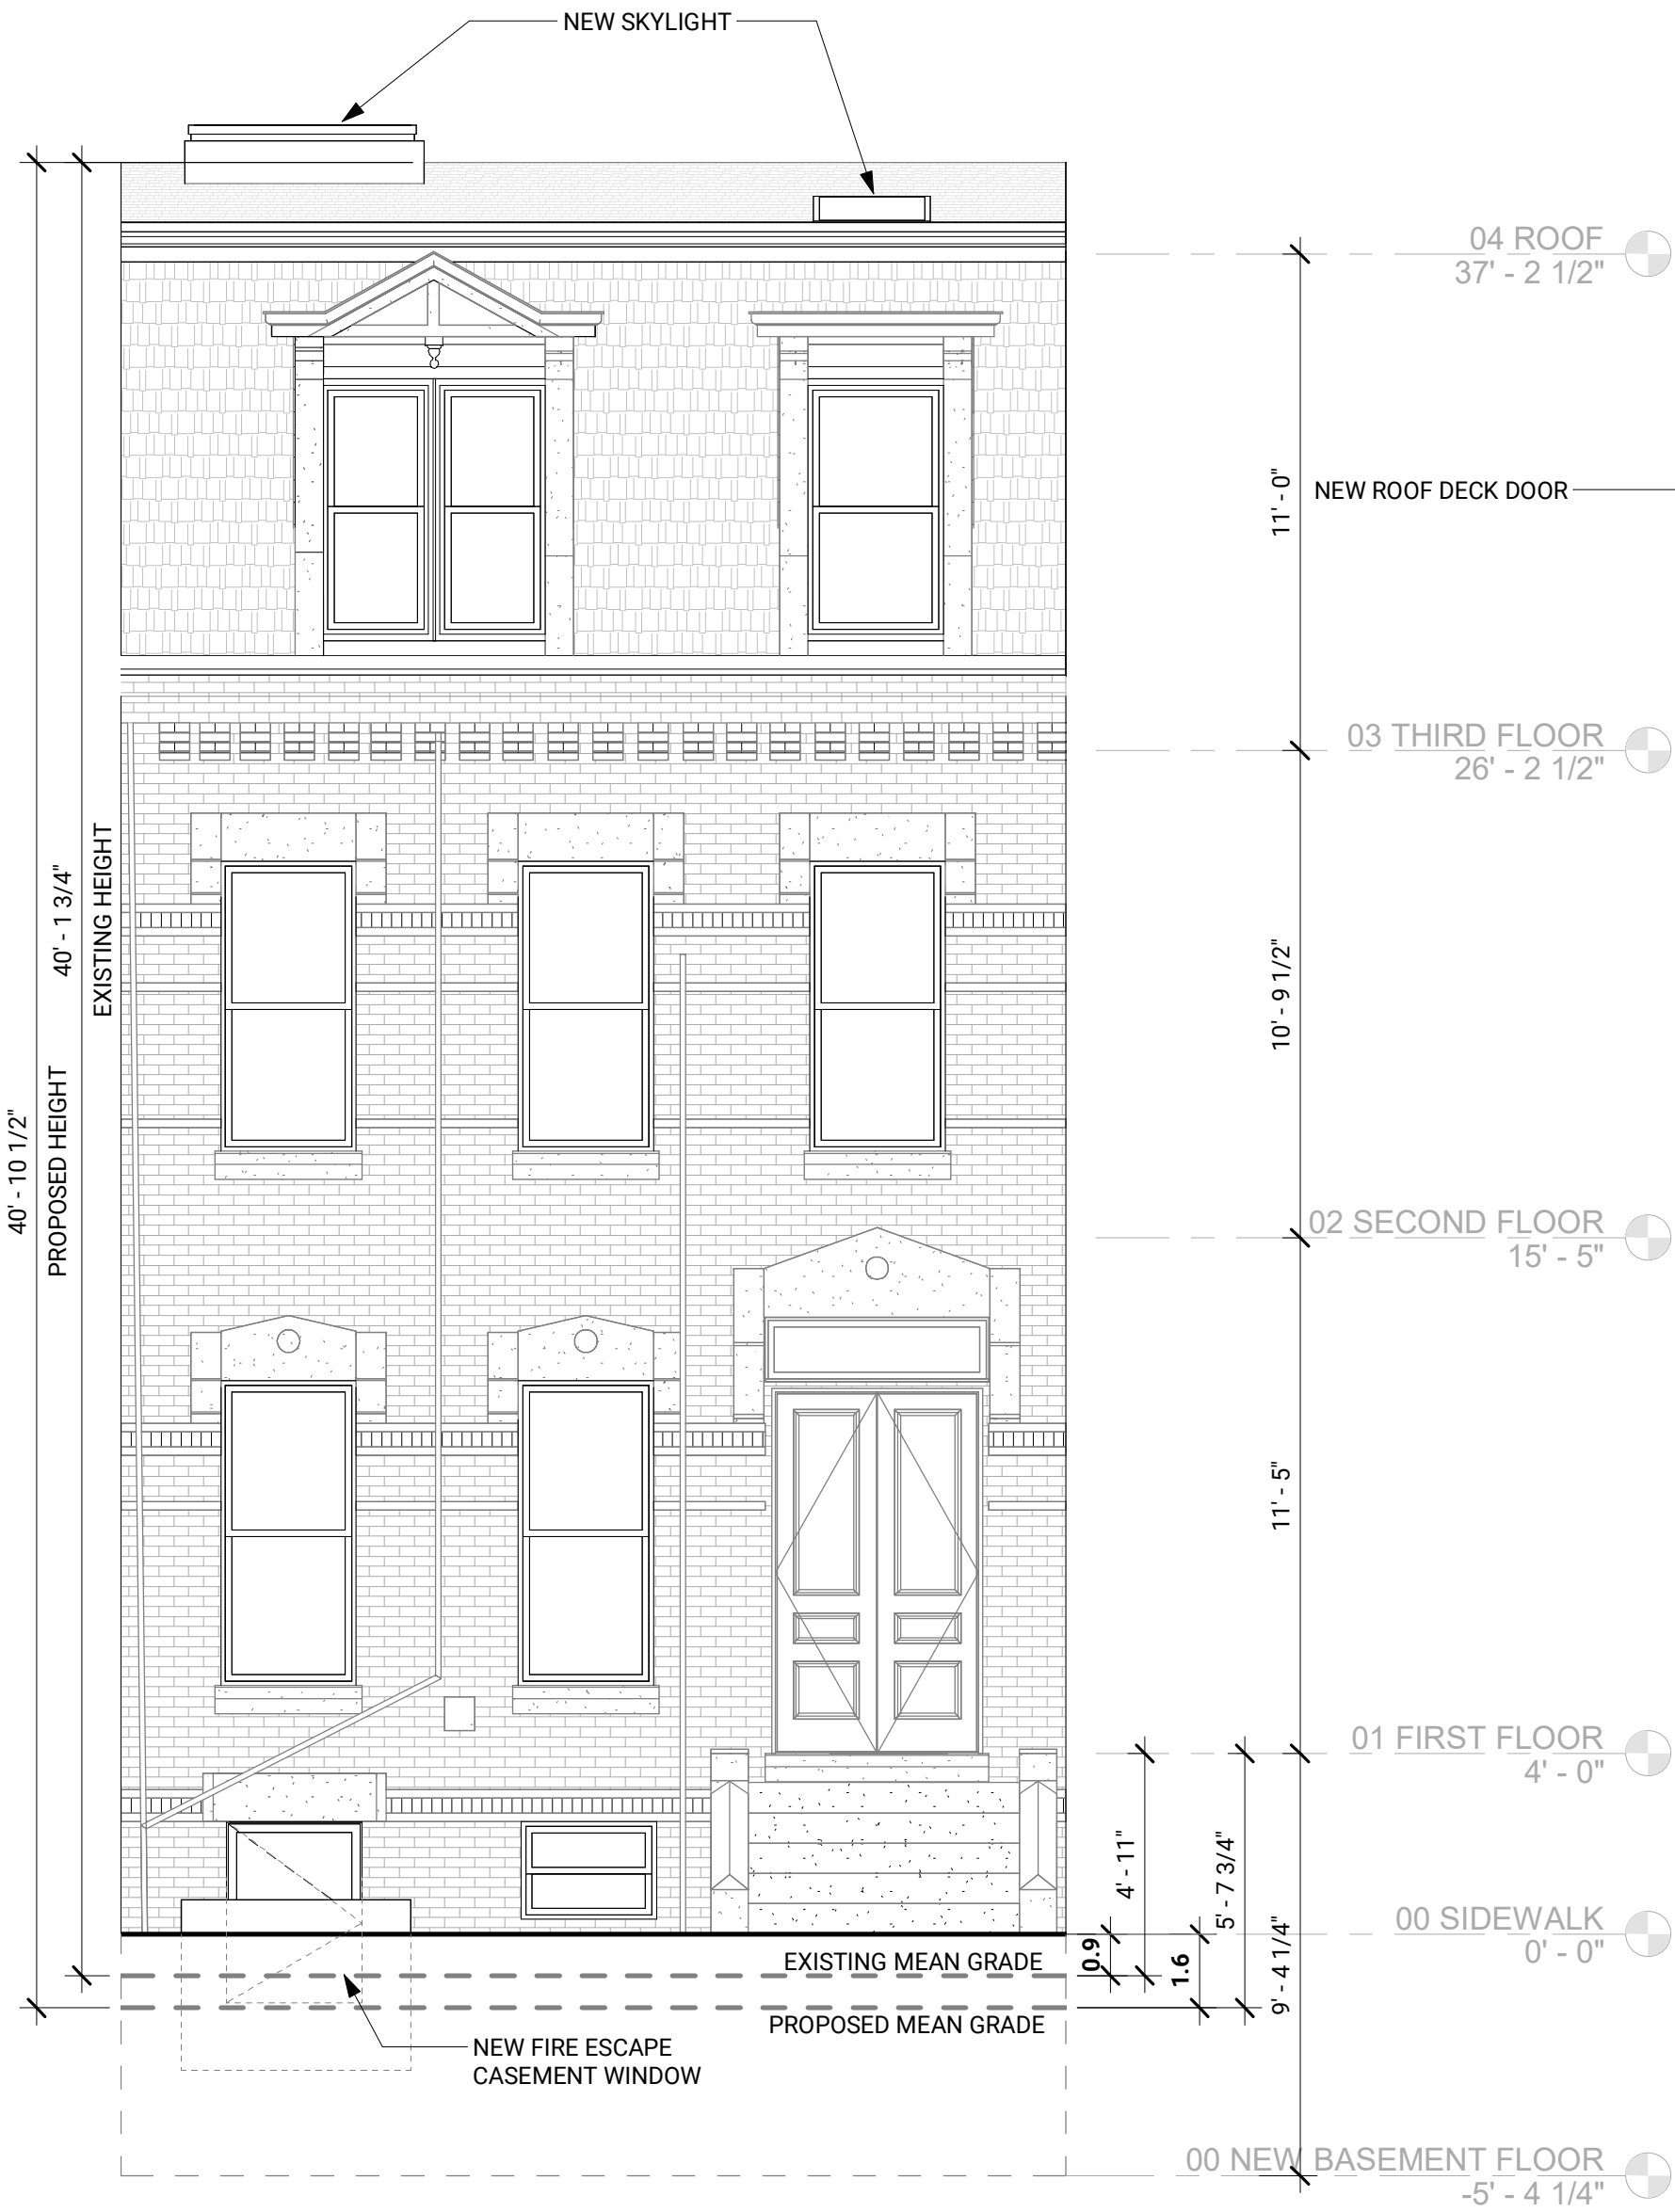 NEW SKYLIGHT
04 ROOF
37' - 2 1/2"
11' - 0"
NEW ROOF DECK DOOR
03 THIRD FLOOR
26' - 2 1/2"
40' - 1 3/4"
EXISTING HEIGHT
10' - 9 1/2"
40' - 10 1/2"
PROPOSED HEIGHT
02 SECOND FLOOR
15' - 5"
11' - 5"
01 FIRST FLOOR
4' - 0"
4' - 11"
5' - 7 3/4"
00 SIDEWALK
0' - 0"
0.9
1.6
9' - 4 1/4"
EXISTING MEAN GRADE
PROPOSED MEAN GRADE
NEW FIRE ESCAPE
CASEMENT WINDOW
00 NEW BASEMENT FLOOR
-5' - 4 1/4"